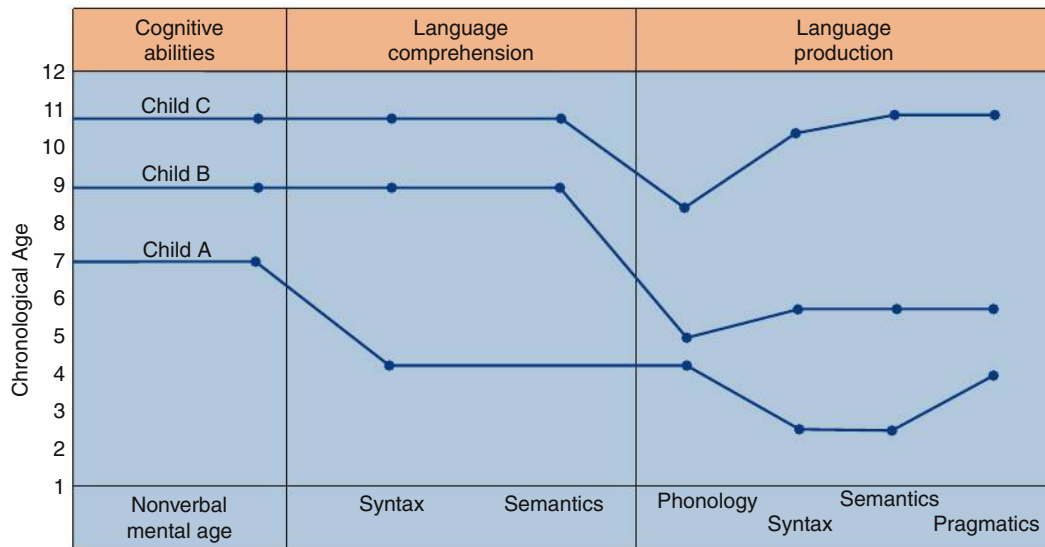 Cognitive
abilities
Language
comprehension
Language
production
Chronological Age
12
11
10
9
8
7
6
5
4
3
2
1
Child C
Child B
Child A
Nonverbal
mental age
Syntax
Semantics
Phonology
Syntax
Semantics
Pragmatics